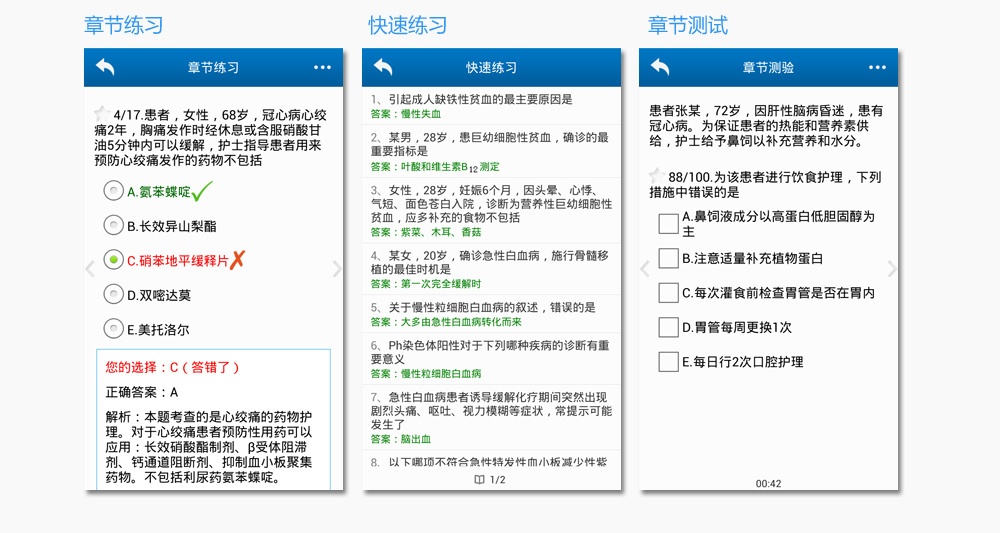 章节练习
章节练习
4/17.患者，女性，68岁，冠心病心绞
痛2年，胸痛发作时经休息或含服硝酸甘
油5分钟内可以缓解，护士指导患者用来
预防心绞痛发作的药物不包括
A.氨苯蝶啶
B.长效异山梨酯
C.硝苯地平缓释片
D.双嘧达莫
E.美托洛尔
您的选择：C（答错了）
正确答案：A
解析：本题考查的是心绞痛的药物护
理。对于心绞痛患者预防性用药可以
应用：长效硝酸酯制剂、β受体阻滞
剂、钙通道阻断剂、抑制血小板聚集
药物。不包括利尿药氨苯蝶啶。
快速练习
快速练习
1、引起成人缺铁性贫血的最主要原因是
答案：慢性失血
2、某男，28岁，患巨幼细胞性贫血，确诊的最
重要指标是
答案：叶酸和维生素B12测定
3、女性，28岁，妊娠6个月，因头晕、心悸、
气短、面色苍白入院，诊断为营养性巨幼细胞性
贫血，应多补充的食物不包括
答案：紫菜、木耳、香菇
4、某女，20岁，确诊急性白血病，施行骨髓移
植的最佳时机是
答案：第一次完全缓解时
5、关于慢性粒细胞白血病的叙述，错误的是
答案：大多由急性白血病转化而来
6、Ph染色体阳性对于下列哪种疾病的诊断有重
要意义
答案：慢性粒细胞白血病
7、急性白血病患者诱导缓解化疗期间突然出现
剧烈头痛、呕吐、视力模糊等症状，常提示可能
发生了
答案：脑出血
8、以下哪项不符合急性特发性血小板减少性紫
1/2
章节测试
章节测验
患者张某，72岁，因肝性脑病昏迷，患有
冠心病。为保证患者的热能和营养素供
给，护士给予鼻饲以补充营养和水分。
88/100.为该患者进行饮食护理，下列
措施中错误的是
A.鼻饲液成分以高蛋白低胆固醇为
主
B.注意适量补充植物蛋白
C.每次灌食前检查胃管是否在胃内
D.胃管每周更换1次
E.每日行2次口腔护理
00:42